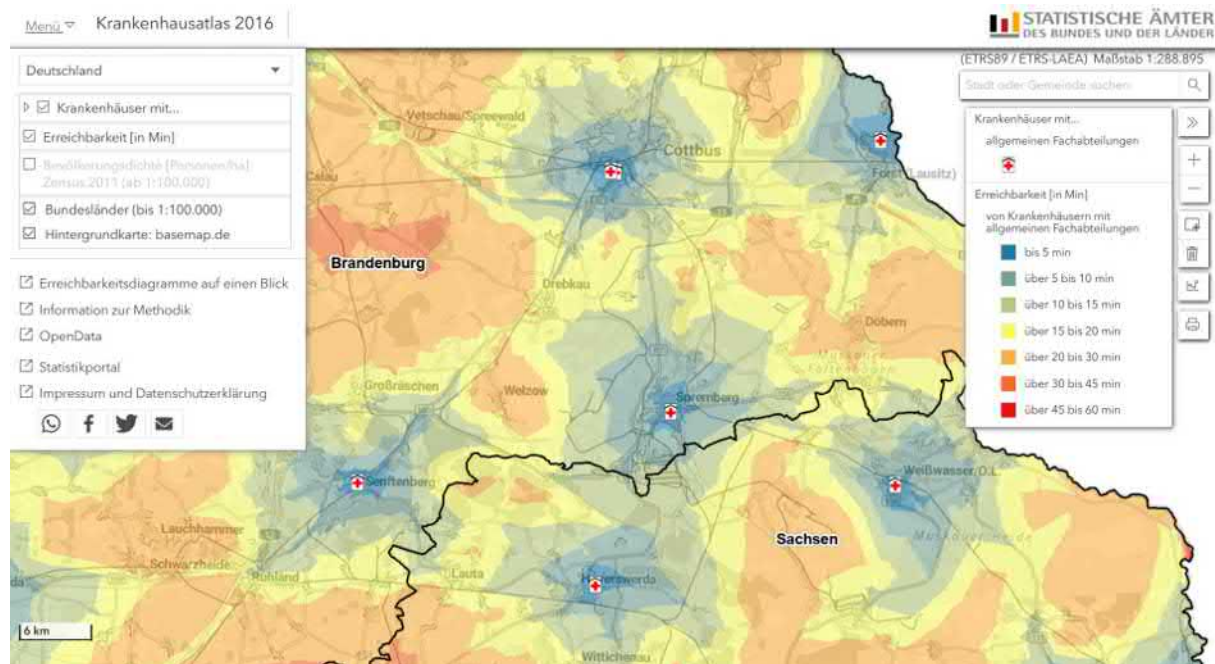 Menü
Krankenhausatlas 2016
STATISTISCHE ÄMTER
DES BUNDES UND DER LÄNDER
Deutschland
Krankenhäuser mit...
Erreichbarkeit [in Min]
Bevölkerungsdichte [Personen/ha]
Zensus 2011 (ab 1:100.000)
Bundesländer (bis 1:100.000)
Hintergrundkarte: basemap.de
Erreichbarkeitsdiagramme auf einen Blick
Information zur Methodik
OpenData
Statistikportal
Impressum und Datenschutzerklärung
(ETRS89 / ETRS-LAEA) Maßstab 1:288.895
Stadt oder Gemeinde suchen
Krankenhäuser mit...
allgemeinen Fachabteilungen
Erreichbarkeit [in Min]
von Krankenhäusern mit
allgemeinen Fachabteilungen
bis 5 min
über 5 bis 10 min
über 10 bis 15 min
über 15 bis 20 min
über 20 bis 30 min
über 30 bis 45 min
über 45 bis 60 min
Vetschau/Spreewald
Cottbus
Calau
Forst (Lausitz)
Brandenburg
Drebkau
Döbern
Muskauer
Faltenbogen
Großräschen
Welzow
Spremberg
Senftenberg
Weißwasser/O.L.
Lauchhammer
Sachsen
Muskauer Heide
Schwarzheide
Ruhland
Lauta
Hoyerswerda
Wittichenau
6 km